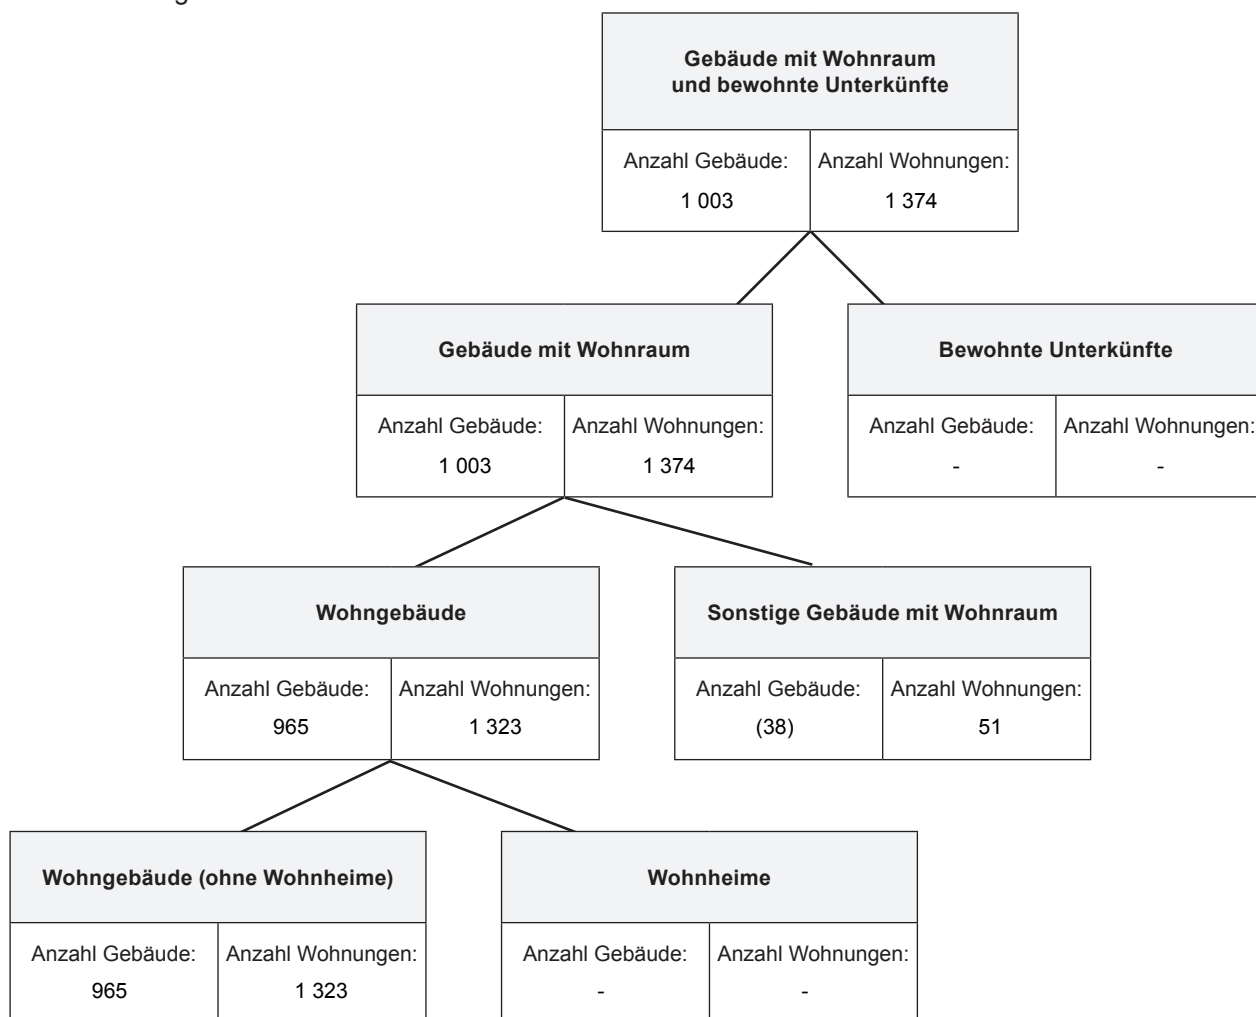 Gebäude mit Wohnraum
und bewohnte Unterkünfte
Anzahl Gebäude: Anzahl Wohnungen:
1 003 1 374
Gebäude mit Wohnraum
Anzahl Gebäude: Anzahl Wohnungen:
1 003 1 374
Bewohnte Unterkünfte
Anzahl Gebäude: Anzahl Wohnungen:
- -
Wohngebäude
Anzahl Gebäude: Anzahl Wohnungen:
965 1 323
Sonstige Gebäude mit Wohnraum
Anzahl Gebäude: Anzahl Wohnungen:
(38) 51
Wohngebäude (ohne Wohnheime)
Anzahl Gebäude: Anzahl Wohnungen:
965 1 323
Wohnheime
Anzahl Gebäude: Anzahl Wohnungen:
- -